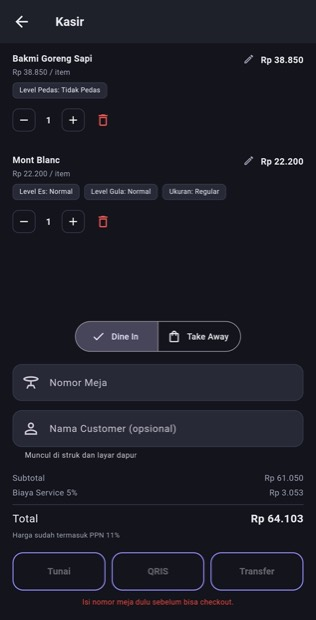 Kasir
Bakmi Goreng Sapi Rp 38.850
Rp 38.850 / item
Level Pedas: Tidak Pedas
1
Mont Blanc Rp 22.200
Rp 22.200 / item
Level Es: Normal Level Gula: Normal Ukuran: Regular
1
Dine In Take Away
Nomor Meja
Nama Customer (opsional)
Muncul di struk dan layar dapur
Subtotal Rp 61.050
Biaya Service 5% Rp 3.053
Total Rp 64.103
Harga sudah termasuk PPN 11%
Tunai QRIS Transfer
Isi nomor meja dulu sebelum bisa checkout.